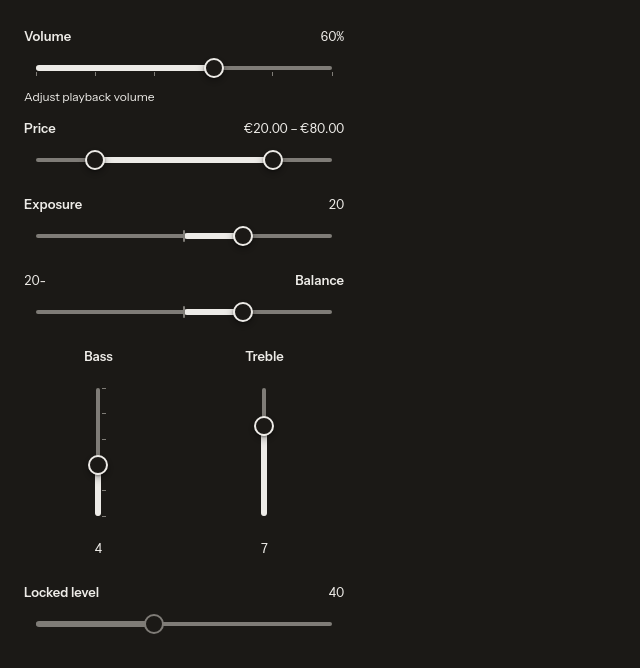 Volume 60%
Adjust playback volume
Price €20.00 – €80.00
Exposure 20
20- Balance
Bass Treble
4 7
Locked level 40